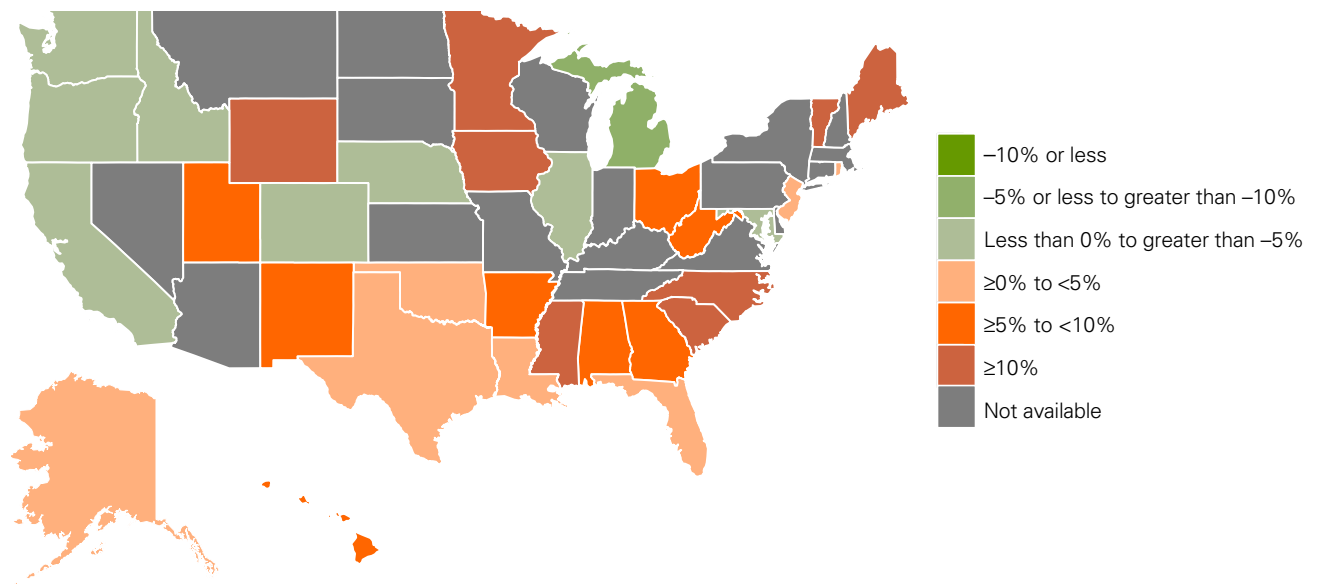 –10% or less
–5% or less to greater than –10%
Less than 0% to greater than –5%
≥0% to <5%
≥5% to <10%
≥10%
Not available